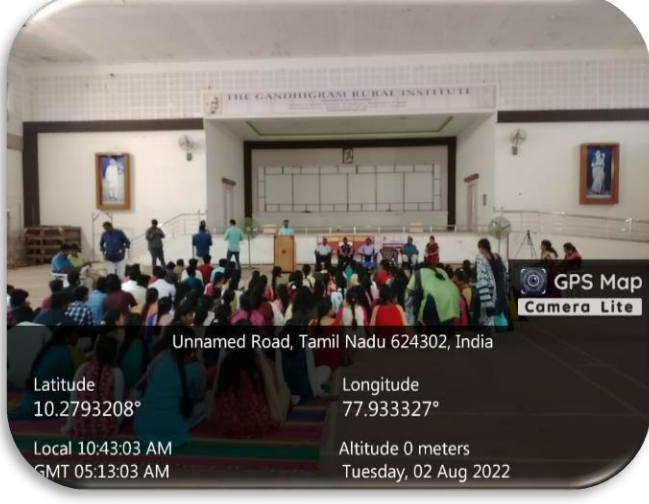 THE GANDHIGRAM RURAL INSTITUTE
GPS Map
Camera Lite
Unnamed Road, Tamil Nadu 624302, India
Latitude
10.2793208°
Longitude
77.933327°
Local 10:43:03 AM
GMT 05:13:03 AM
Altitude 0 meters
Tuesday, 02 Aug 2022